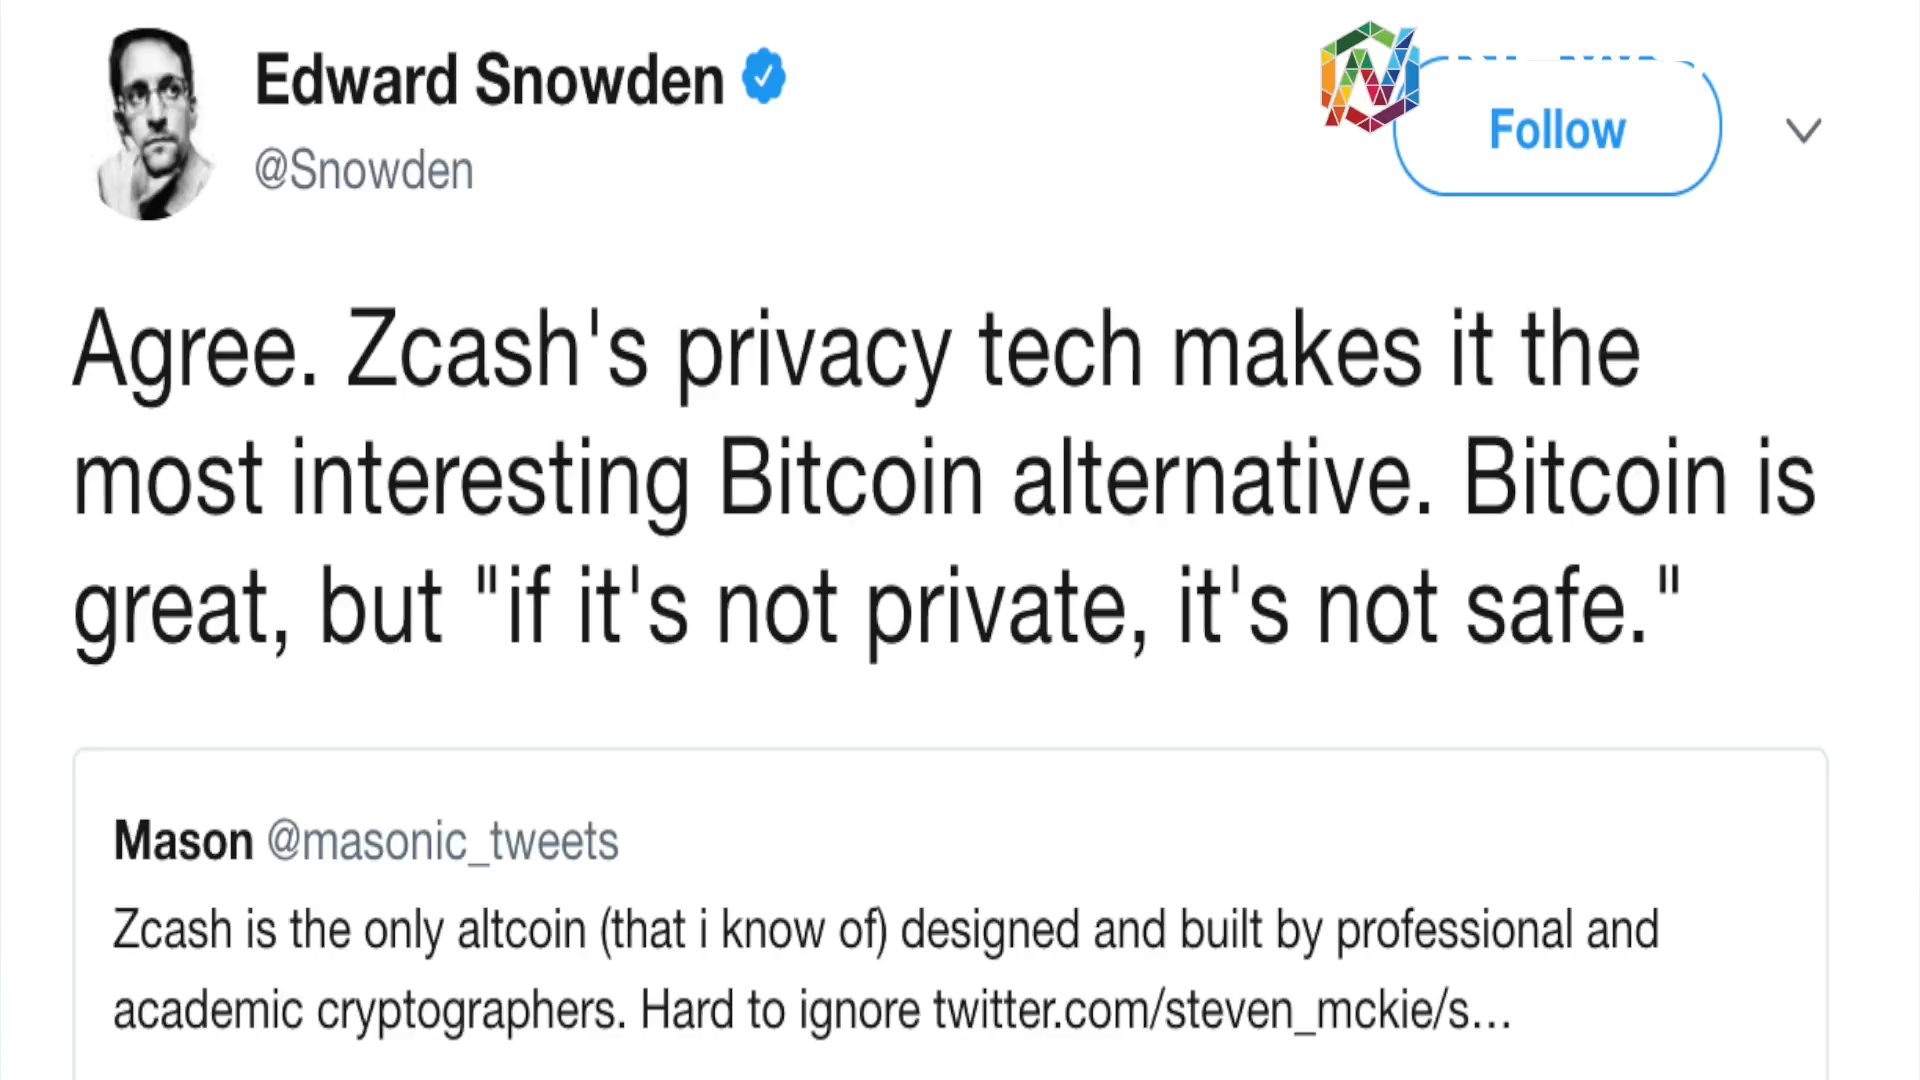 Edward Snowden
@Snowden
Follow
Agree. Zcash's privacy tech makes it the
most interesting Bitcoin alternative. Bitcoin is
great, but "if it's not private, it's not safe."
Mason @masonic_tweets
Zcash is the only altcoin (that i know of) designed and built by professional and
academic cryptographers. Hard to ignore twitter.com/steven_mckie/s...